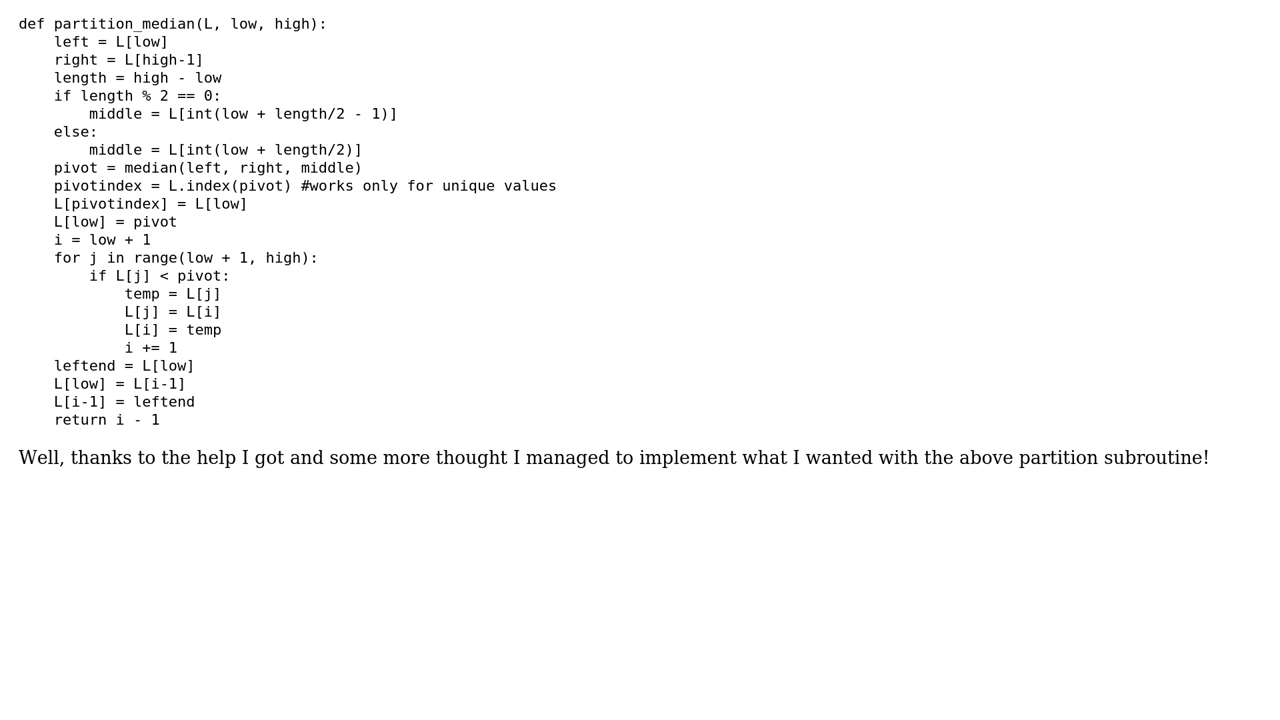 def partition_median(L, low, high):
    left = L[low]
    right = L[high-1]
    length = high - low
    if length % 2 == 0:
        middle = L[int(low + length/2 - 1)]
    else:
        middle = L[int(low + length/2)]
    pivot = median(left, right, middle)
    pivotindex = L.index(pivot) #works only for unique values
    L[pivotindex] = L[low]
    L[low] = pivot
    i = low + 1
    for j in range(low + 1, high):
        if L[j] < pivot:
            temp = L[j]
            L[j] = L[i]
            L[i] = temp
            i += 1
    leftend = L[low]
    L[low] = L[i-1]
    L[i-1] = leftend
    return i - 1
Well, thanks to the help I got and some more thought I managed to implement what I wanted with the above partition subroutine!